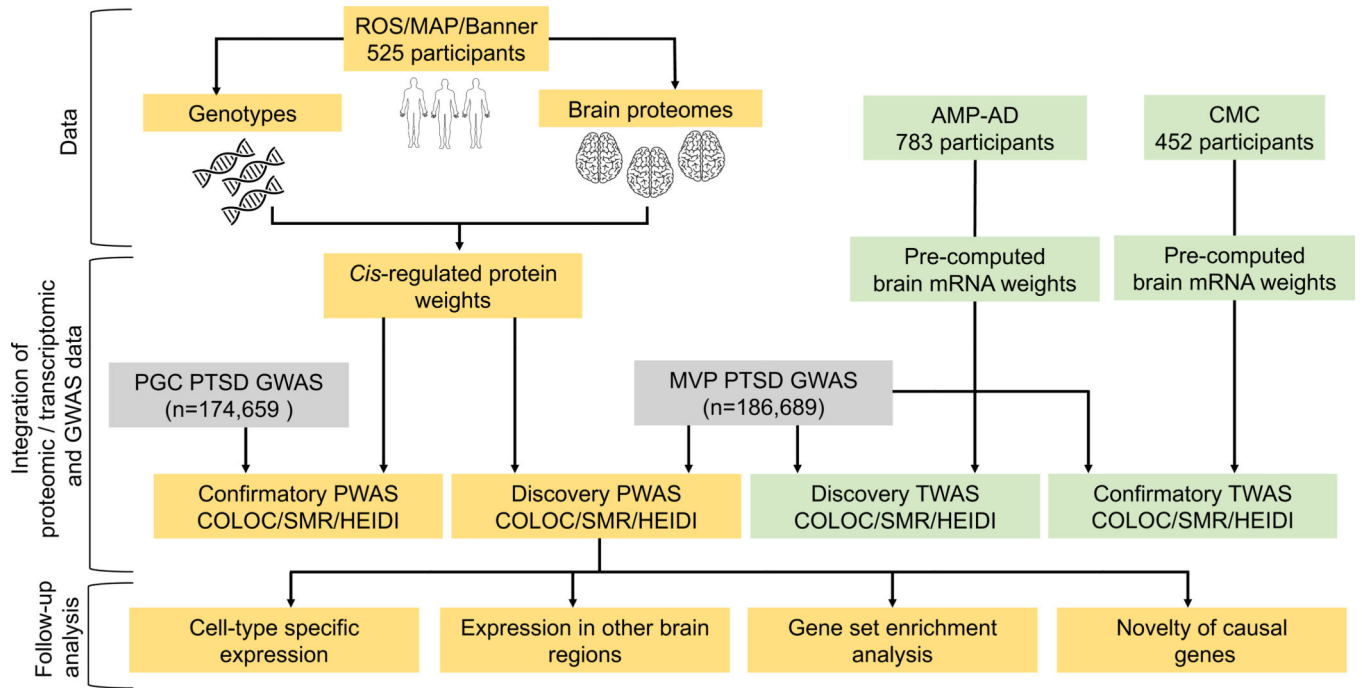 Data
ROS/MAP/Banner
525 participants
Genotypes
Brain proteomes
AMP-AD
783 participants
CMC
452 participants
Integration of
proteomic / transcriptomic
and GWAS data
Cis-regulated protein
weights
Pre-computed
brain mRNA weights
Pre-computed
brain mRNA weights
PGC PTSD GWAS
(n=174,659 )
MVP PTSD GWAS
(n=186,689)
Confirmatory PWAS
COLOC/SMR/HEIDI
Discovery PWAS
COLOC/SMR/HEIDI
Discovery TWAS
COLOC/SMR/HEIDI
Confirmatory TWAS
COLOC/SMR/HEIDI
Follow-up
analysis
Cell-type specific
expression
Expression in other brain
regions
Gene set enrichment
analysis
Novelty of causal
genes